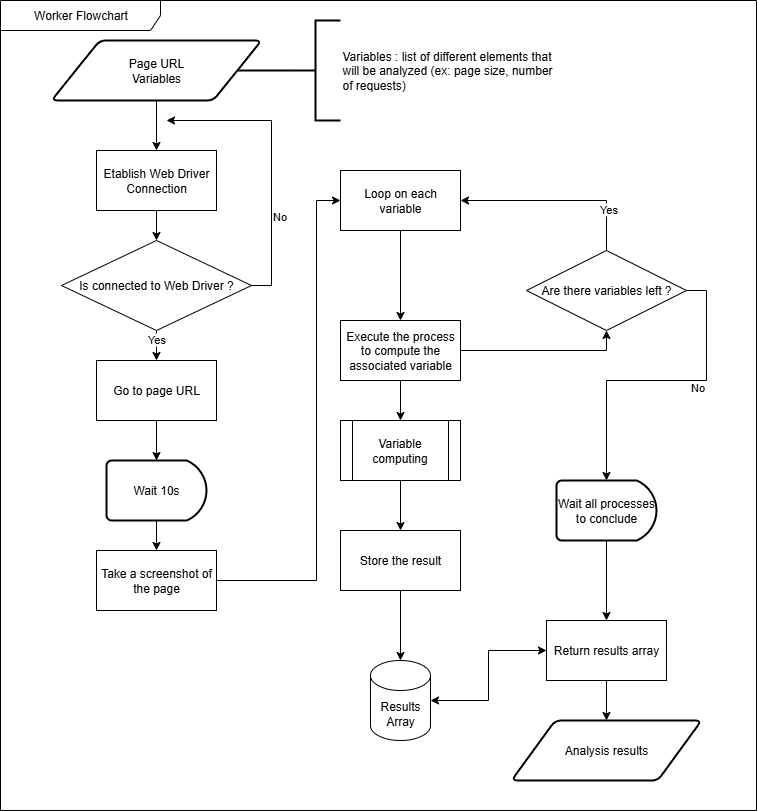 Worker Flowchart
Page URL
Variables
Variables : list of different elements that
will be analyzed (ex: page size, number
of requests)
Etablish Web Driver
Connection
No
Is connected to Web Driver ?
Yes
Go to page URL
Wait 10s
Take a screenshot of
the page
Loop on each
variable
Yes
Are there variables left ?
Execute the process
to compute the
associated variable
No
Variable
computing
Wait all processes
to conclude
Store the result
Return results array
Results
Array
Analysis results